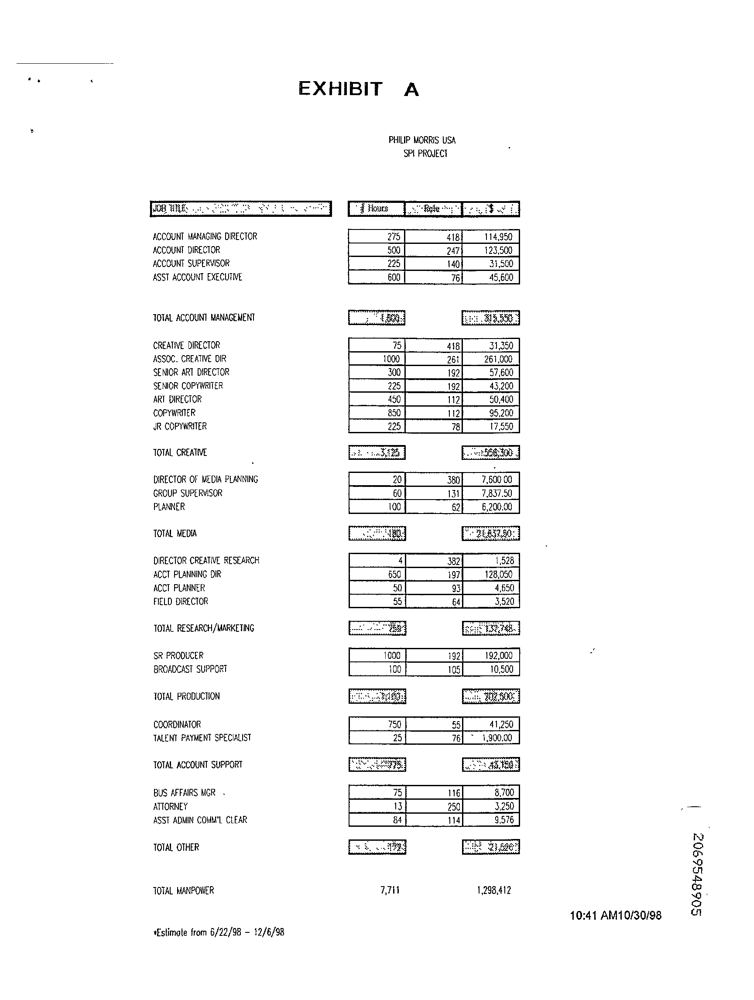 EXHIBIT A
PHILIP MORRIS USA
SPI PROJECT
JOB TITLE Hours Rate $
ACCOUNT MANAGING DIRECTOR 275 418 114,950
ACCOUNT DIRECTOR 500 247 123,500
ACCOUNT SUPERVISOR 225 140 31,500
ASST ACCOUNT EXECUTIVE 600 76 45,600
TOTAL ACCOUNT MANAGEMENT 1,600 315,550
CREATIVE DIRECTOR 75 418 31,350
ASSOC. CREATIVE DIR 1000 261 261,000
SENIOR ART DIRECTOR 300 192 57,600
SENIOR COPYWRITER 225 192 43,200
ART DIRECTOR 450 112 50,400
COPYWRITER 850 112 95,200
JR COPYWRITER 225 78 17,550
TOTAL CREATIVE 3,125 556,300
DIRECTOR OF MEDIA PLANNING 20 380 7,600.00
GROUP SUPERVISOR 60 131 7,837.50
PLANNER 100 62 6,200.00
TOTAL MEDIA 180 21,637.50
DIRECTOR CREATIVE RESEARCH 4 382 1,528
ACCT PLANNING DIR 650 197 128,050
ACCT PLANNER 50 93 4,650
FIELD DIRECTOR 55 64 3,520
TOTAL RESEARCH/MARKETING 759 137,748
SR PRODUCER 1000 192 192,000
BROADCAST SUPPORT 100 105 10,500
TOTAL PRODUCTION 1,100 202,500
COORDINATOR 750 55 41,250
TALENT PAYMENT SPECIALIST 25 76 1,900.00
TOTAL ACCOUNT SUPPORT 775 43,150
BUS AFFAIRS MGR 75 116 8,700
ATTORNEY 13 250 3,250
ASST ADMIN COMM'L CLEAR 84 114 9,576
TOTAL OTHER 172
TOTAL MANPOWER 7,711 1,298,412
10:41 AM10/30/98
*Estimate from 6/22/98 - 12/6/98
2069548905